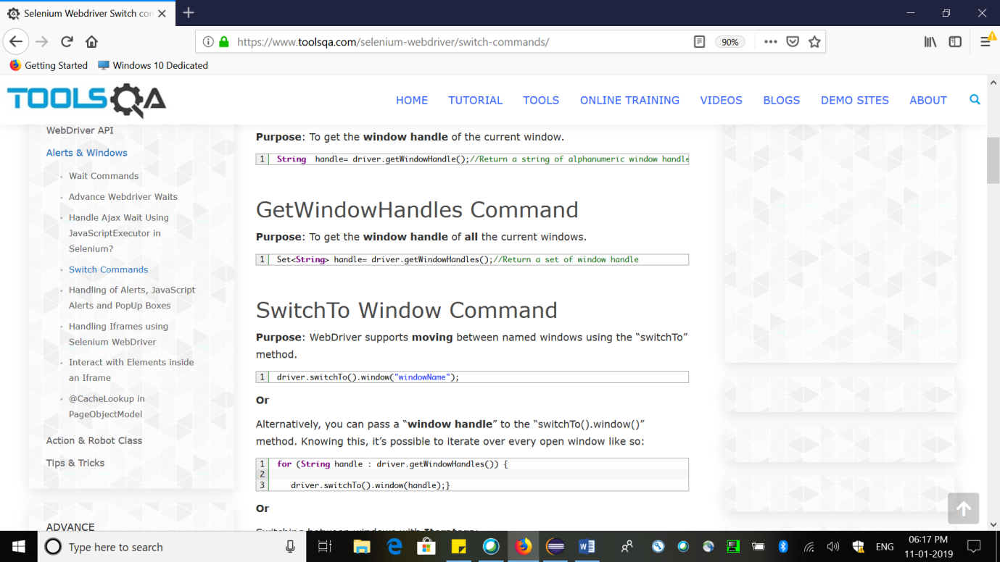 Selenium Webdriver Switch con
https://www.toolsqa.com/selenium-webdriver/switch-commands/
90%
Getting Started
Windows 10 Dedicated
TOOLSQA
HOME
TUTORIAL
TOOLS
ONLINE TRAINING
VIDEOS
BLOGS
DEMO SITES
ABOUT
WebDriver API
Alerts & Windows
Wait Commands
Advance Webdriver Waits
Handle Ajax Wait Using
JavaScriptExecutor in
Selenium?
Switch Commands
Handling of Alerts, JavaScript
Alerts and PopUp Boxes
Handling Iframes using
Selenium WebDriver
Interact with Elements inside
an Iframe
@CacheLookup in
PageObjectModel
Action & Robot Class
Tips & Tricks
ADVANCE
Purpose: To get the window handle of the current window.
1 String handle= driver.getWindowHandle();//Return a string of alphanumeric window handle
GetWindowHandles Command
Purpose: To get the window handle of all the current windows.
1 Set<String> handle= driver.getWindowHandles();//Return a set of window handle
SwitchTo Window Command
Purpose: WebDriver supports moving between named windows using the “switchTo”
method.
1 driver.switchTo().window("windowName");
Or
Alternatively, you can pass a “window handle” to the “switchTo().window()”
method. Knowing this, it’s possible to iterate over every open window like so:
1 for (String handle : driver.getWindowHandles()) {
2
3 driver.switchTo().window(handle);}
Or
Switching between windows with Iterators:
Type here to search
ENG
06:17 PM
11-01-2019